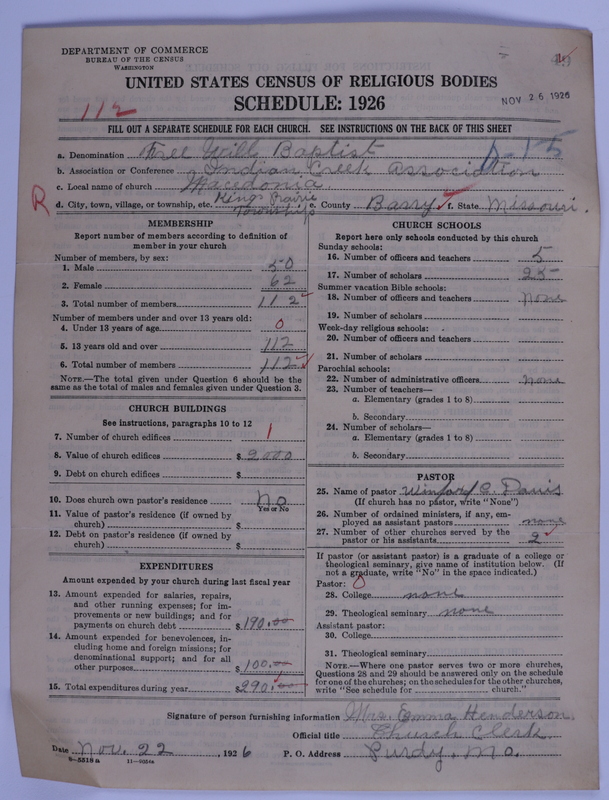 DEPARTMENT OF COMMERCE
BUREAU OF THE CENSUS
WASHINGTON
UNITED STATES CENSUS OF RELIGIOUS BODIES
SCHEDULE: 1926
NOV 26 1926
112
FILL OUT A SEPARATE SCHEDULE FOR EACH CHURCH. SEE INSTRUCTIONS ON THE BACK OF THIS SHEET
a. Denomination Free Will Baptist
b. Association or Conference Indian Creek Association
c. Local name of church Macedonia
R
d. City, town, village, or township, etc. King Prairie Township e. County Barry f. State Missouri.
MEMBERSHIP
Report number of members according to definition of
member in your church
Number of members, by sex:
1. Male 50
2. Female 62
3. Total number of members 112
Number of members under and over 13 years old:
4. Under 13 years of age 0
5. 13 years old and over 112
6. Total number of members 112
NOTE.—The total given under Question 6 should be
same as the total of males and females given under Question 3.
CHURCH BUILDINGS
See instructions, paragraphs 10 to 12
7. Number of church edifices 1
8. Value of church edifices $ 2000
9. Debt on church edifices $
10. Does church own pastor's residence No
Yes or No
11. Value of pastor's residence (if owned by
church) $
12. Debt on pastor's residence (if owned by
church) $
EXPENDITURES
Amount expended by your church during last fiscal year
13. Amount expended for salaries, repairs,
and other running expenses; for im-
provements or new buildings; and for
payments on church debt $ 190.00
14. Amount expended for benevolences, in-
cluding home and foreign missions; for
denominational support; and for all
other purposes $ 100.00
15. Total expenditures during year $ 290.00
CHURCH SCHOOLS
Report here only schools conducted by this church
Sunday schools:
16. Number of officers and teachers 5
17. Number of scholars 25
Summer vacation Bible schools:
18. Number of officers and teachers None
19. Number of scholars
Week-day religious schools:
20. Number of officers and teachers
21. Number of scholars
Parochial schools:
22. Number of administrative officers None
23. Number of teachers—
a. Elementary (grades 1 to 8)
b. Secondary
24. Number of scholars—
a. Elementary (grades 1 to 8)
b. Secondary
PASTOR
25. Name of pastor C. Davis
(If church has no pastor, write "None")
26. Number of ordained ministers, if any, em-
ployed as assistant pastors none
27. Number of other churches served by the
pastor or his assistants 2
If pastor (or assistant pastor) is a graduate of a college or
theological seminary, give name of institution below. (If
not a graduate, write "No" in the space indicated.)
Pastor: 0
28. College none
29. Theological seminary none
Assistant pastor:
30. College
31. Theological seminary
NOTE.—Where one pastor serves two or more churches,
Questions 28 and 29 should be answered only on the schedule
for one of the churches; on the schedules for the other churches,
write "See schedule for church."
Signature of person furnishing information Mrs. Emma Henderson.
Official title Church Clerk
Date Nov. 22, 1926 P. O. Address Purdy, Mo.
8-5518a 11-9054a